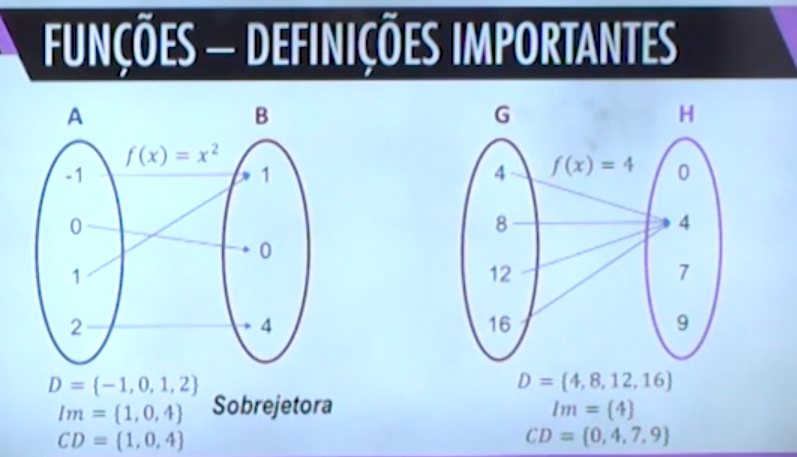 FUNÇÕES – DEFINIÇÕES IMPORTANTES
A
B
f(x) = x²
-1
0
1
2
1
0
4
D = {−1, 0, 1, 2}
Im = {1, 0, 4}
CD = {1, 0, 4}
Sobrejetora
G
H
f(x) = 4
4
8
12
16
0
4
7
9
D = {4, 8, 12, 16}
Im = {4}
CD = {0, 4, 7, 9}